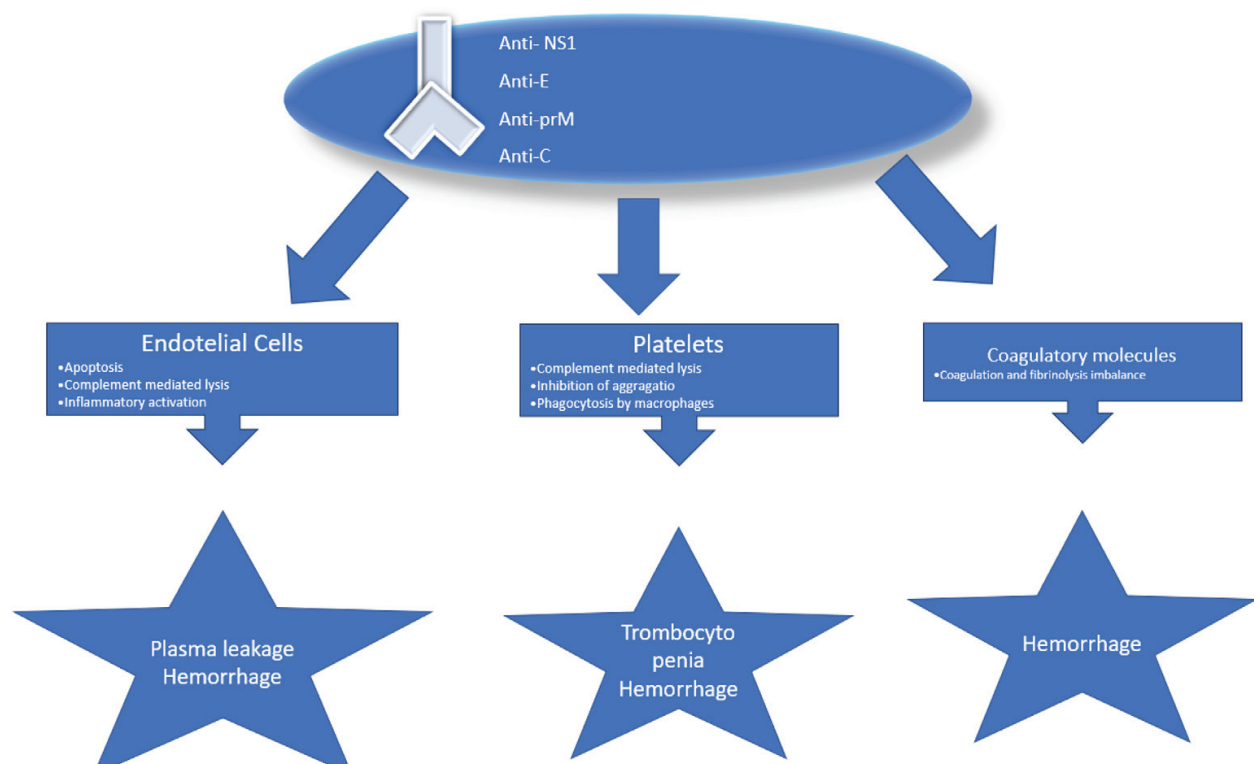 Anti- NS1
Anti-E
Anti-prM
Anti-C
Endotelial Cells
•Apoptosis
•Complement mediated lysis
•Inflammatory activation
Platelets
•Complement mediated lysis
•Inhibition of aggragatio
•Phagocytosis by macrophages
Coagulatory molecules
•Coagulation and fibrinolysis imbalance
Plasma leakage
Hemorrhage
Trombocyto
penia
Hemorrhage
Hemorrhage